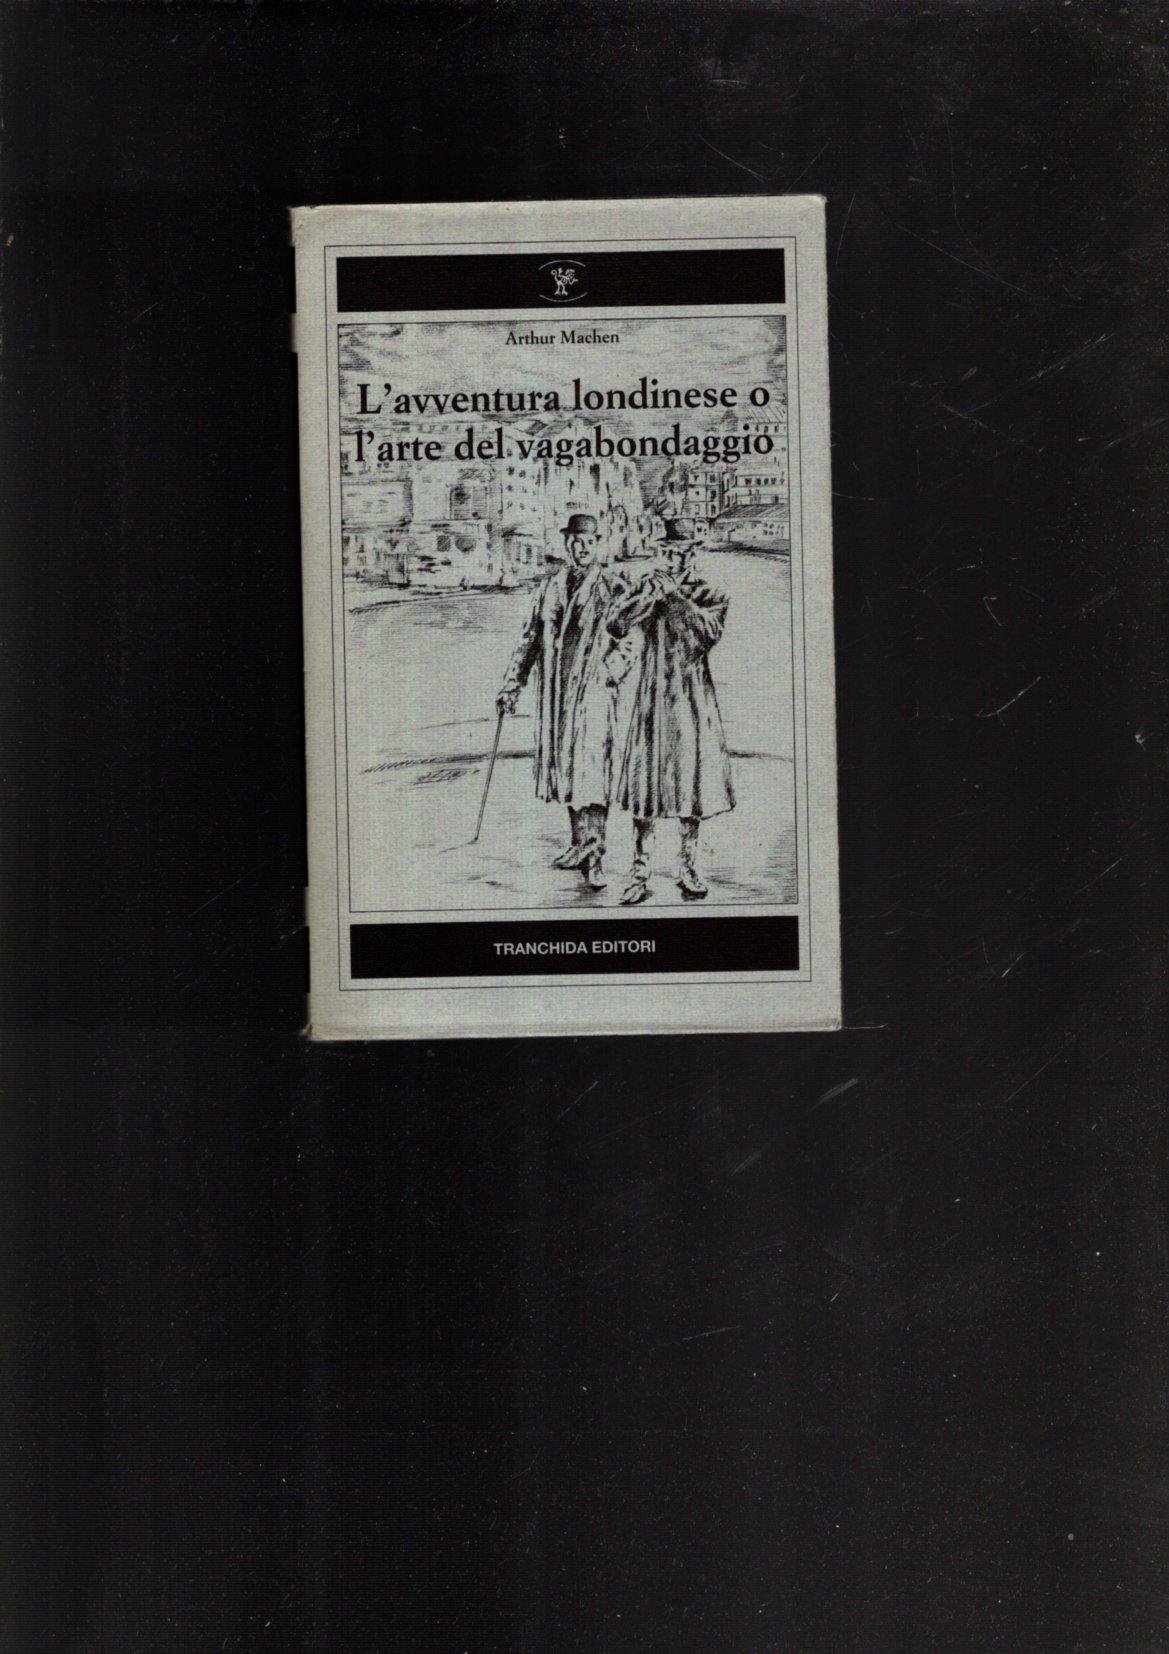 Arthur Machen
L'avventura londinese o
l'arte del vagabondaggio
TRANCHIDA EDITORI